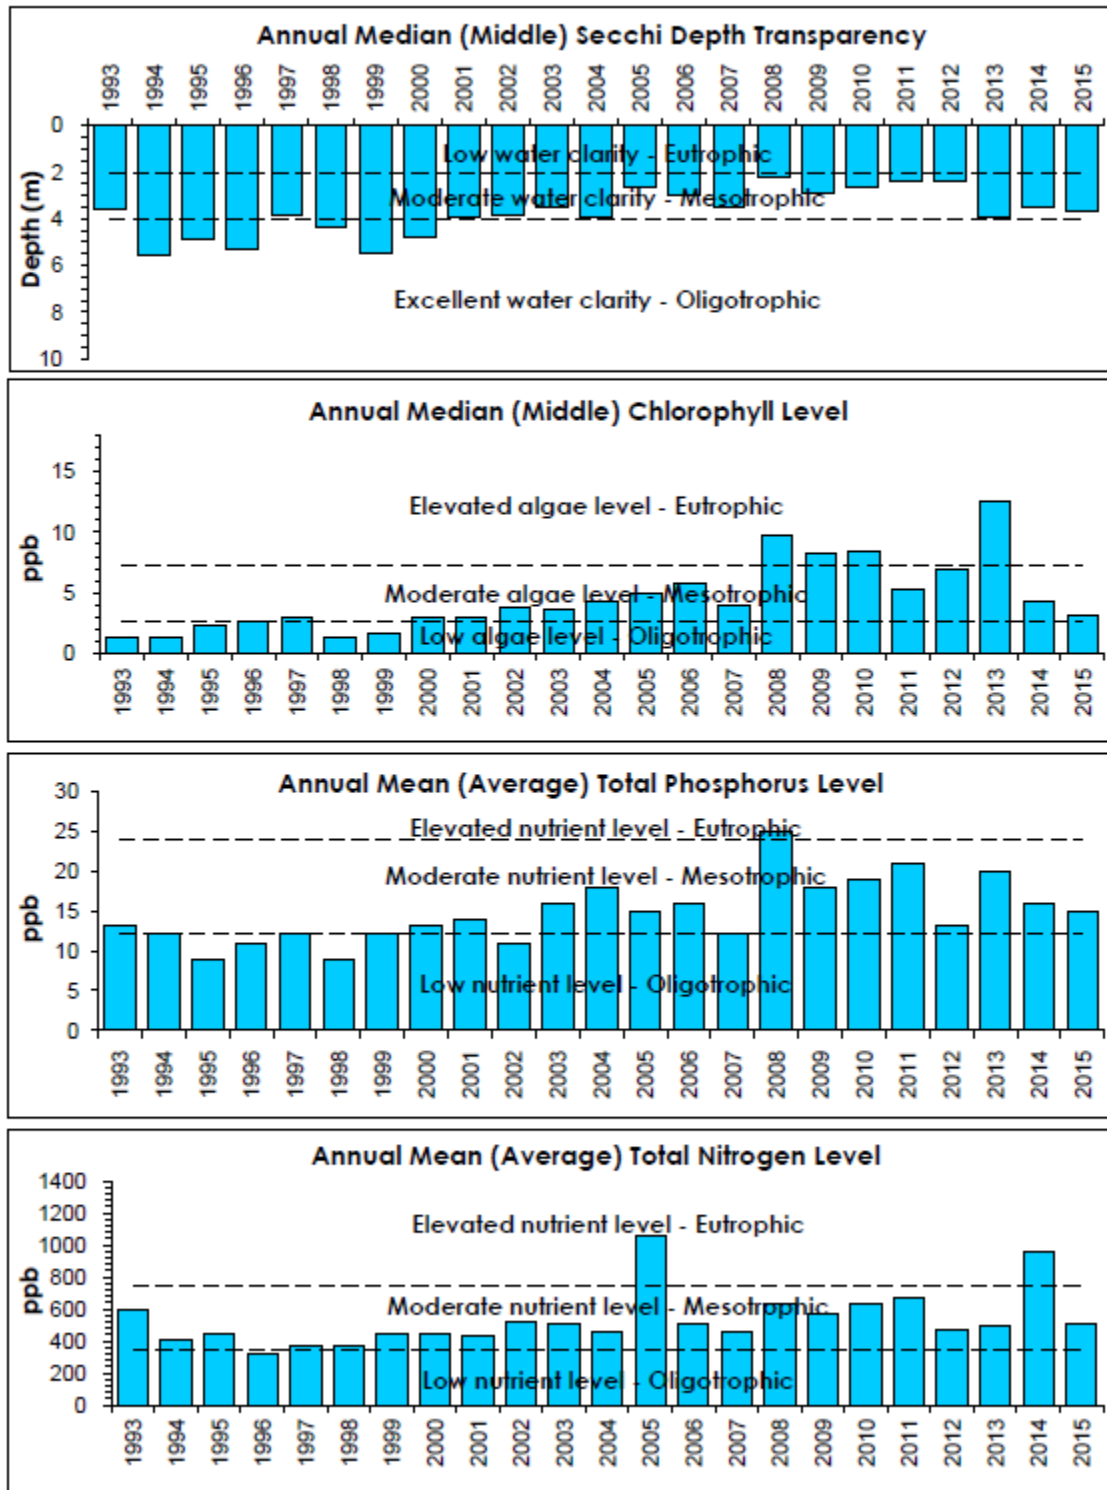 Annual Median (Middle) Secchi Depth Transparency
1993 1994 1995 1996 1997 1998 1999 2000 2001 2002 2003 2004 2005 2006 2007 2008 2009 2010 2011 2012 2013 2014 2015
0
Low water clarity - Eutrophic
2
Moderate water clarity - Mesotrophic
4
Depth (m)
6
Excellent water clarity - Oligotrophic
8
10
Annual Median (Middle) Chlorophyll Level
15
Elevated algae level - Eutrophic
10
ppb
5
Moderate algae level - Mesotrophic
Low algae level - Oligotrophic
0
1993 1994 1995 1996 1997 1998 1999 2000 2001 2002 2003 2004 2005 2006 2007 2008 2009 2010 2011 2012 2013 2014 2015
Annual Mean (Average) Total Phosphorus Level
30
25
Elevated nutrient level - Eutrophic
20
Moderate nutrient level - Mesotrophic
15
ppb
10
5
Low nutrient level - Oligotrophic
0
1993 1994 1995 1996 1997 1998 1999 2000 2001 2002 2003 2004 2005 2006 2007 2008 2009 2010 2011 2012 2013 2014 2015
Annual Mean (Average) Total Nitrogen Level
1400
1200
Elevated nutrient level - Eutrophic
1000
800
ppb
600
Moderate nutrient level - Mesotrophic
400
200
Low nutrient level - Oligotrophic
0
1993 1994 1995 1996 1997 1998 1999 2000 2001 2002 2003 2004 2005 2006 2007 2008 2009 2010 2011 2012 2013 2014 2015